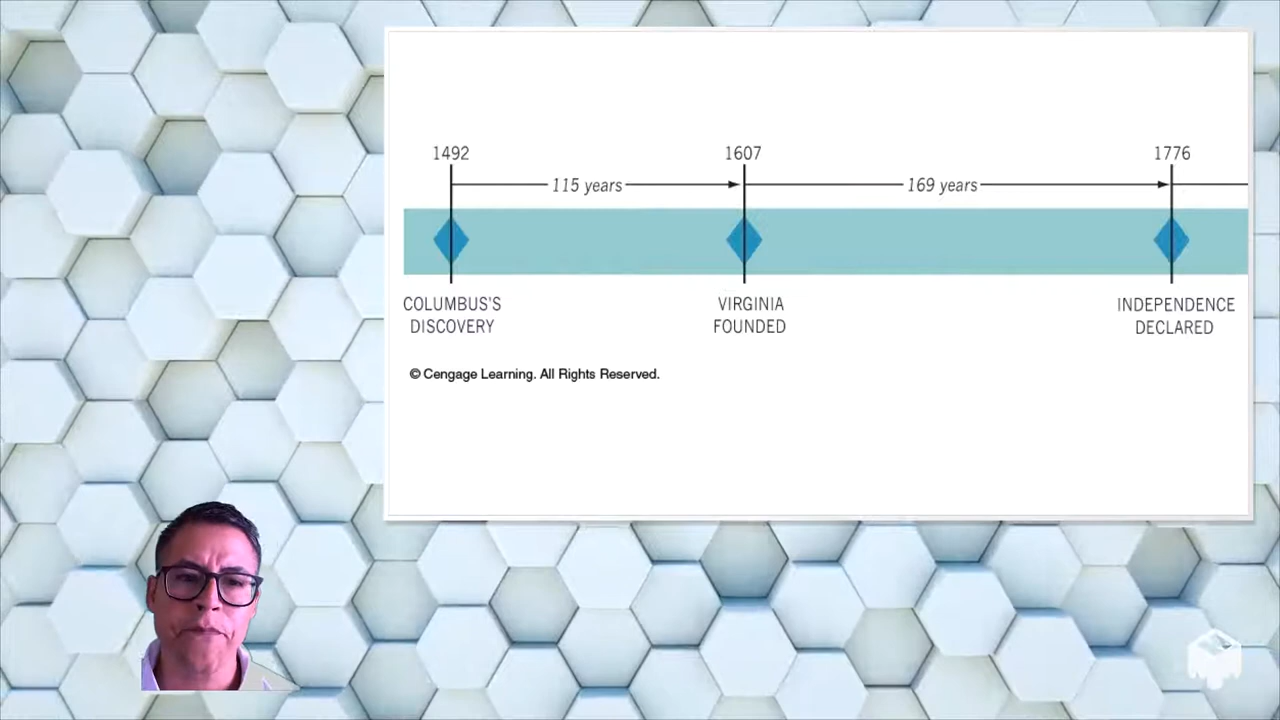 1492
1607
1776
115 years
169 years
COLUMBUS'S
DISCOVERY
VIRGINIA
FOUNDED
INDEPENDENCE
DECLARED
© Cengage Learning. All Rights Reserved.